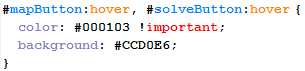 #mapButton:hover, #solveButton:hover {
color: #000103 !important;
background: #CCD0E6;
}